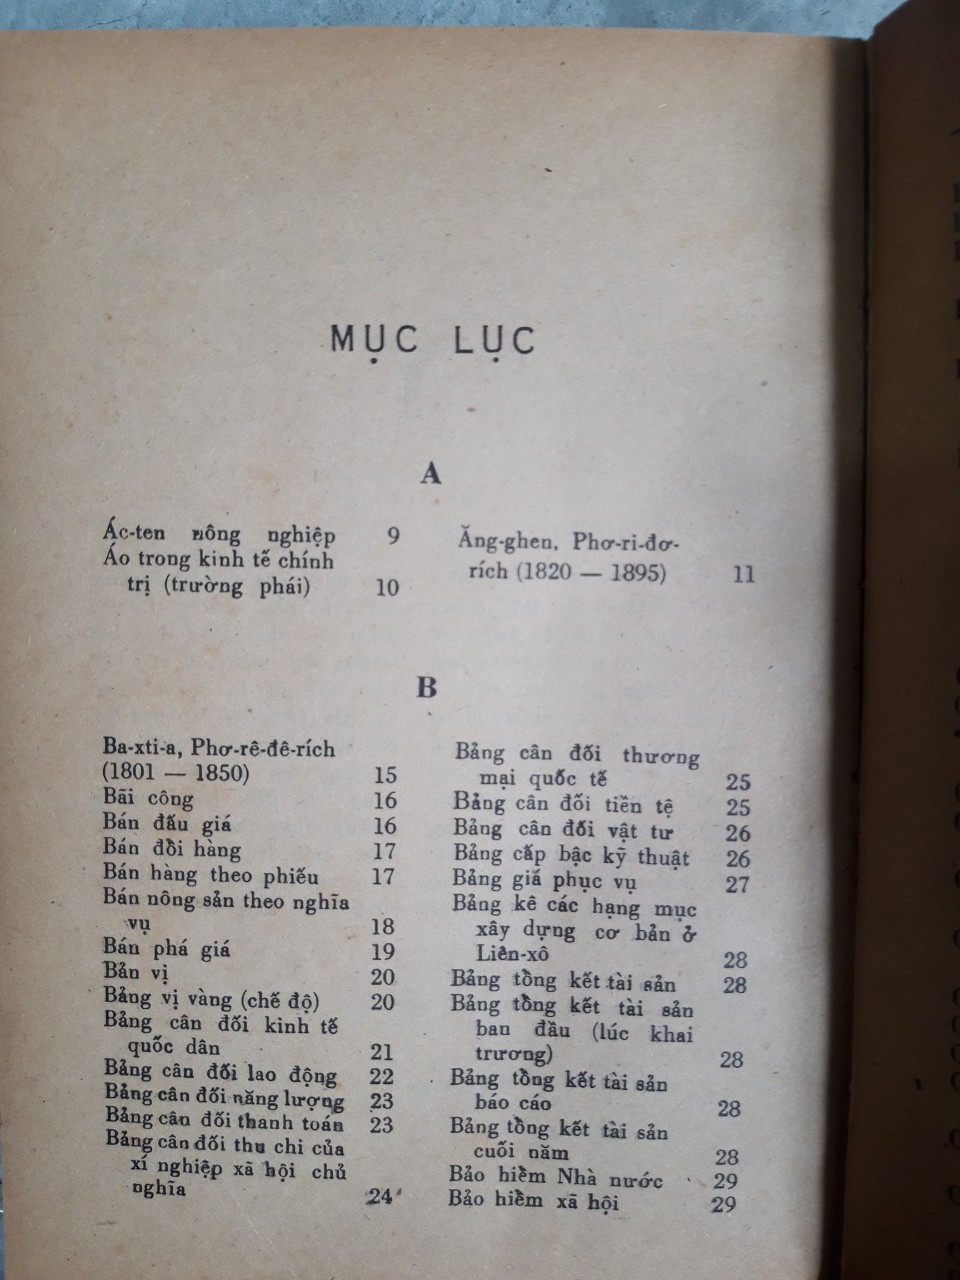 MỤC LỤC
A
Ác-ten nông nghiệp 9
Áo trong kinh tế chính
trị (trường phái) 10
Ăng-ghen, Phơ-ri-đơ-
rích (1820 — 1895) 11
B
Ba-xti-a, Phơ-rê-đê-rích
(1801 — 1850) 15
Bãi công 16
Bán đấu giá 16
Bán đổi hàng 17
Bán hàng theo phiếu 17
Bán nông sản theo nghĩa
vụ 18
Bán phá giá 19
Bản vị 20
Bảng vị vàng (chế độ) 20
Bảng cân đối kinh tế
quốc dân 21
Bảng cân đối lao động 22
Bảng cân đối năng lượng 23
Bảng cân đối thanh toán 23
Bảng cân đối thu chi của
xí nghiệp xã hội chủ
nghĩa 24
Bảng cân đối thương
mại quốc tế 25
Bảng cân đối tiền tệ 25
Bảng cân đối vật tư 26
Bảng cấp bậc kỹ thuật 26
Bảng giá phục vụ 27
Bảng kê các hạng mục
xây dựng cơ bản ở
Liên-xô 28
Bảng tổng kết tài sản 28
Bảng tổng kết tài sản
ban đầu (lúc khai
trương) 28
Bảng tổng kết tài sản
báo cáo 28
Bảng tổng kết tài sản
cuối năm 28
Bảo hiểm Nhà nước 29
Bảo hiểm xã hội 29